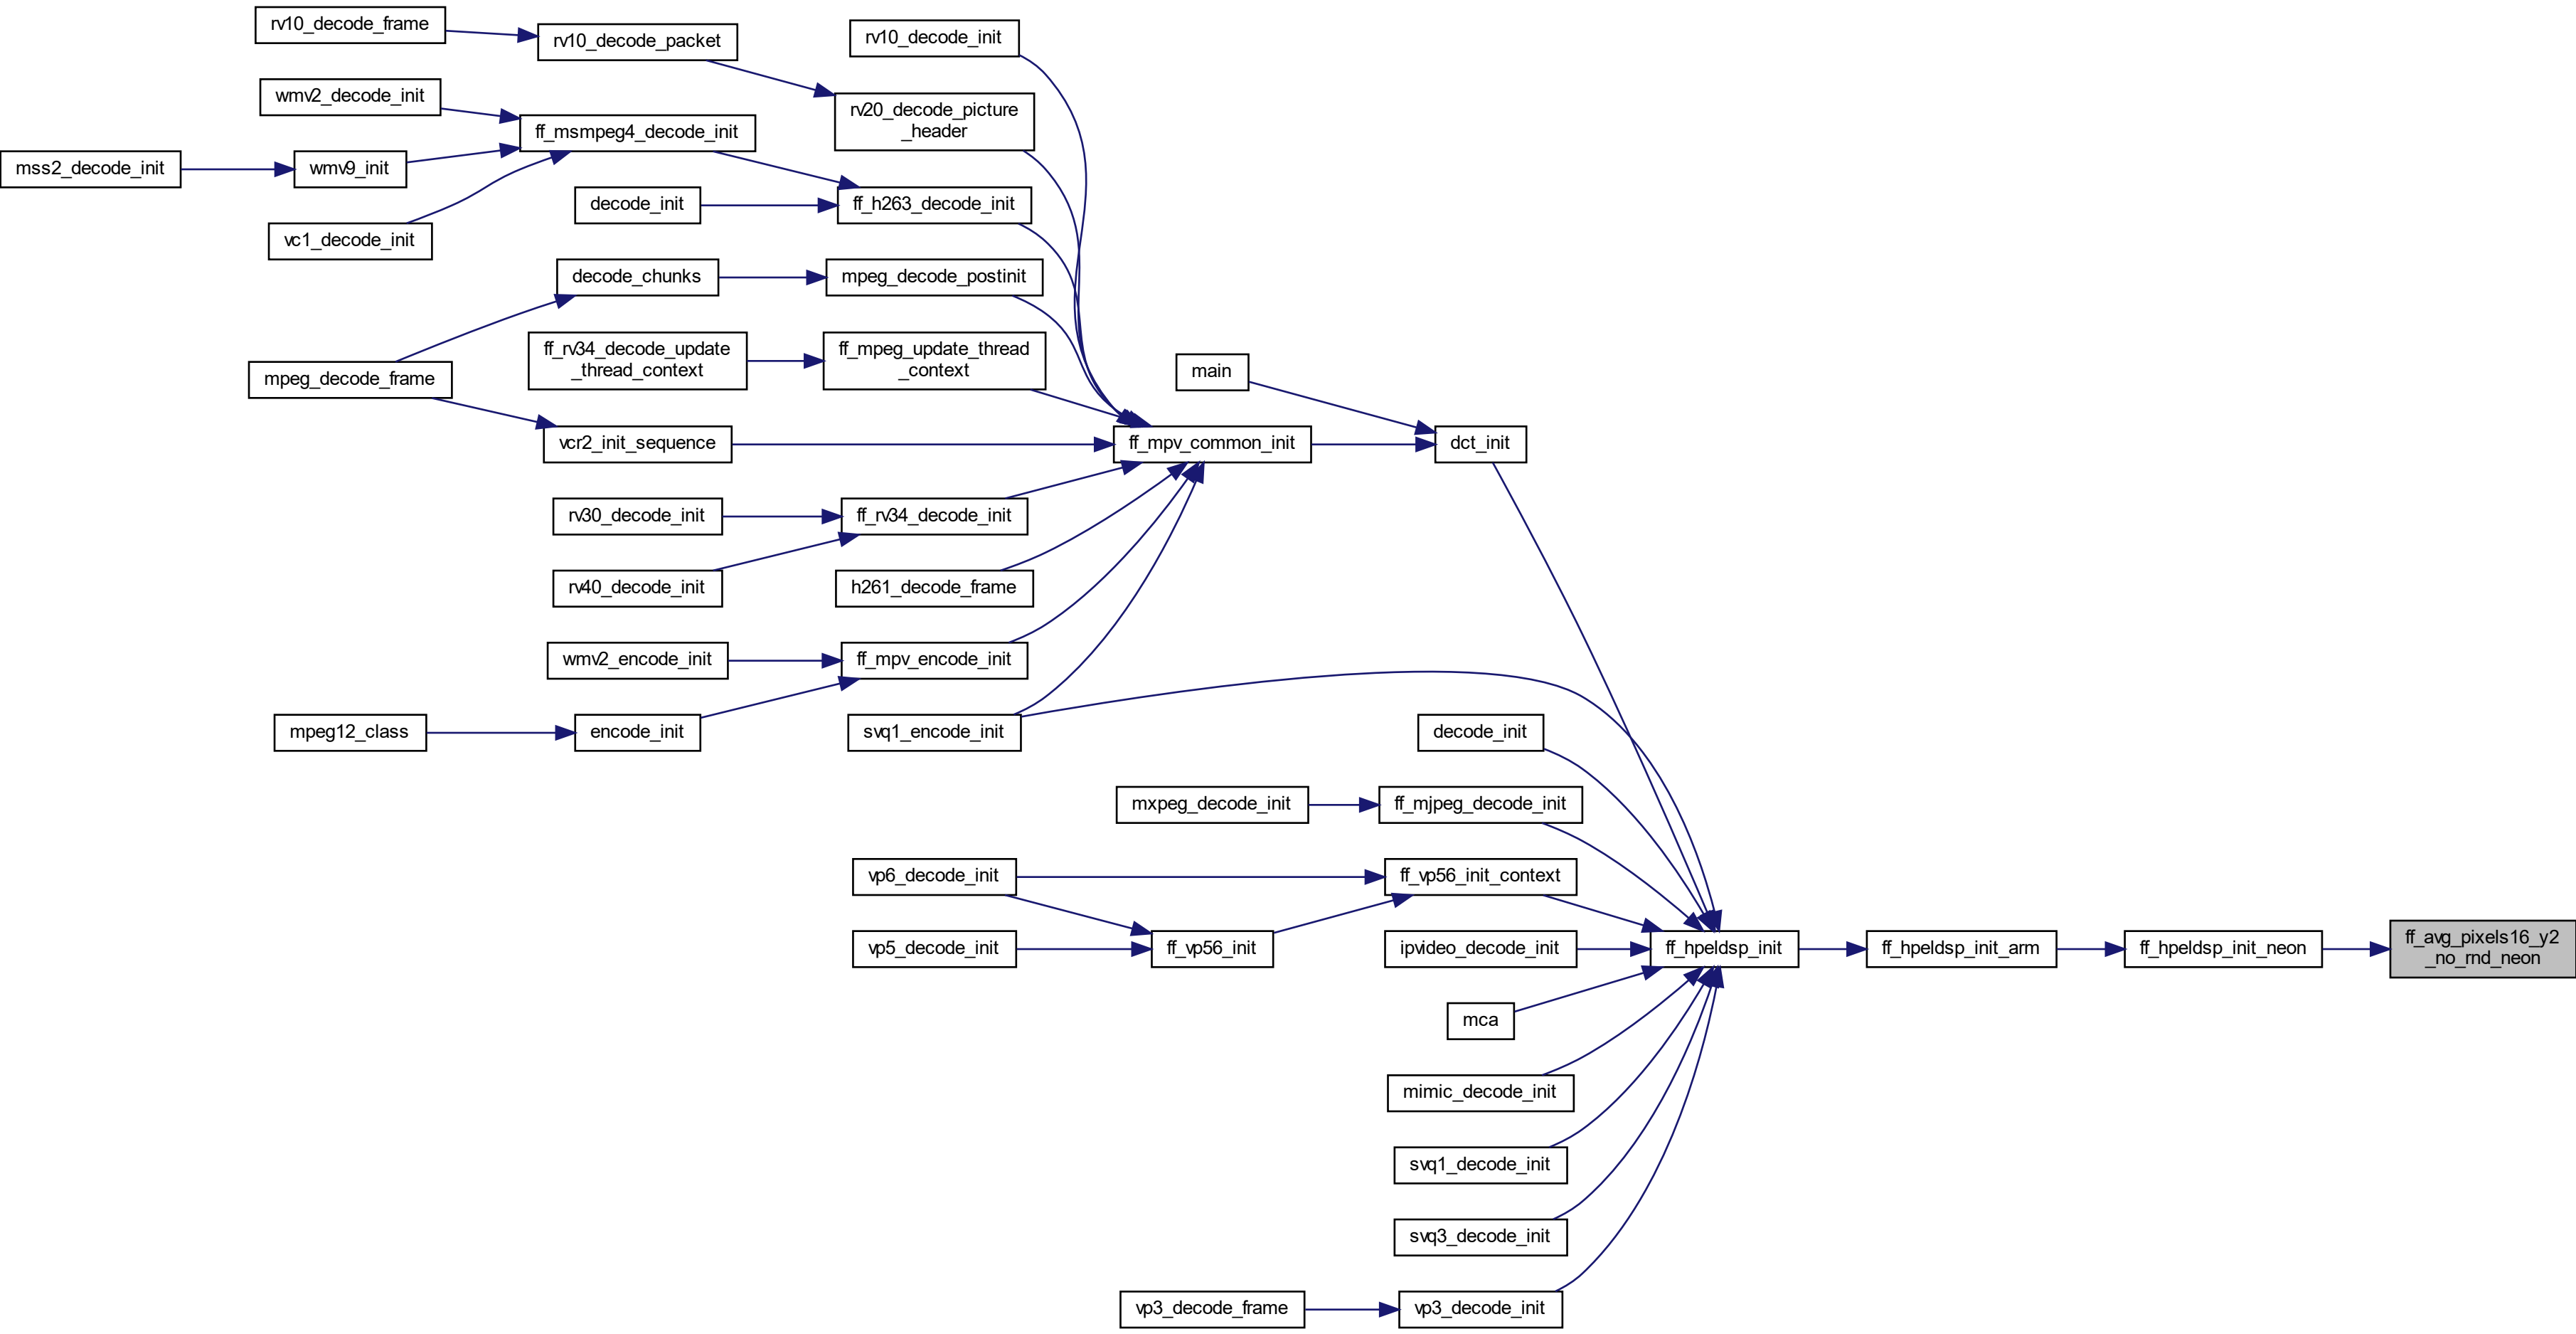 rv10_decode_frame
rv10_decode_packet
rv10_decode_init
wmv2_decode_init
rv20_decode_picture
_header
ff_msmpeg4_decode_init
mss2_decode_init
wmv9_init
decode_init
ff_h263_decode_init
vc1_decode_init
decode_chunks
mpeg_decode_postinit
ff_rv34_decode_update
_thread_context
ff_mpeg_update_thread
_context
main
mpeg_decode_frame
vcr2_init_sequence
ff_mpv_common_init
dct_init
rv30_decode_init
ff_rv34_decode_init
rv40_decode_init
h261_decode_frame
wmv2_encode_init
ff_mpv_encode_init
mpeg12_class
encode_init
svq1_encode_init
decode_init
mxpeg_decode_init
ff_mjpeg_decode_init
vp6_decode_init
ff_vp56_init_context
vp5_decode_init
ff_vp56_init
ipvideo_decode_init
ff_hpeldsp_init
ff_hpeldsp_init_arm
ff_hpeldsp_init_neon
ff_avg_pixels16_y2
_no_rnd_neon
mca
mimic_decode_init
svq1_decode_init
svq3_decode_init
vp3_decode_frame
vp3_decode_init